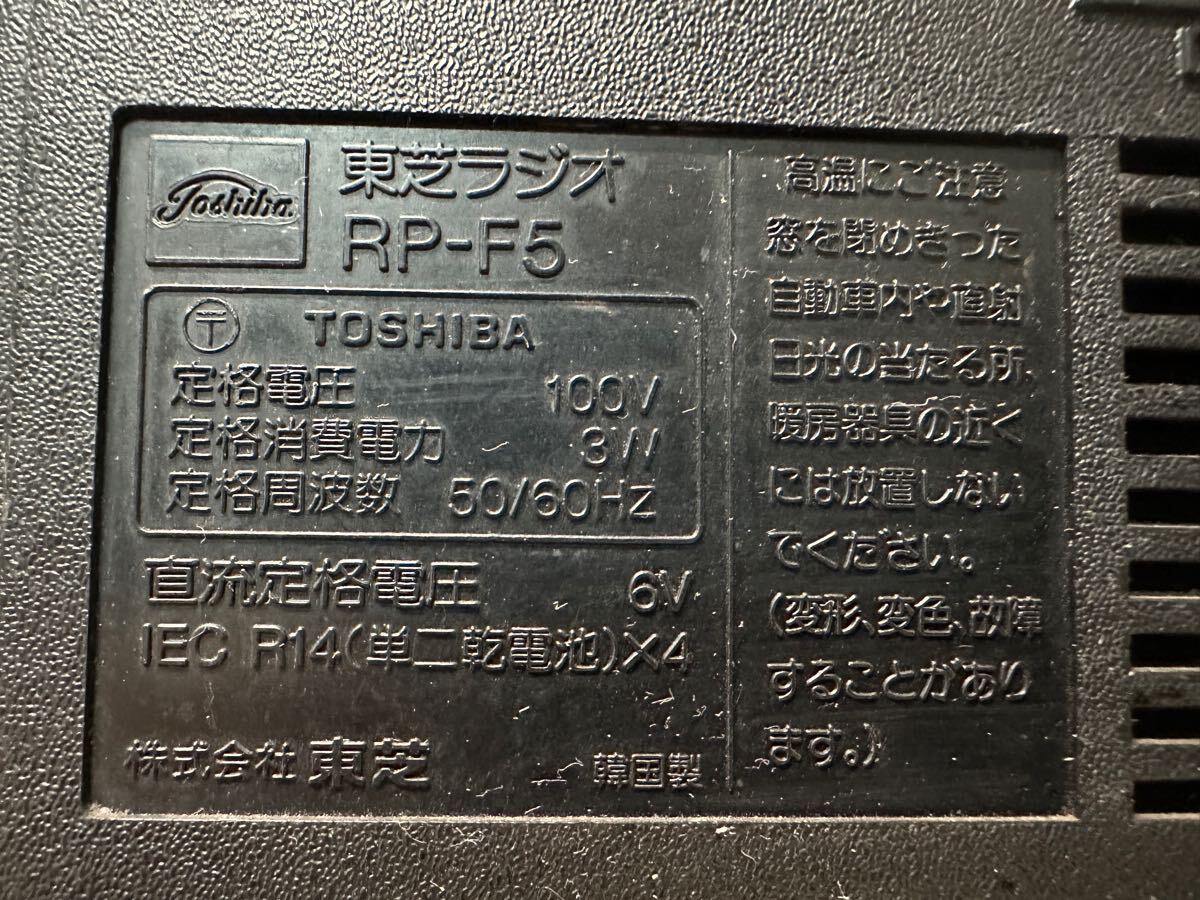 Toshiba
東芝ラジオ
RP-F5
〒 TOSHIBA
定格電圧 100V
定格消費電力 3W
定格周波数 50/60Hz
直流定格電圧 6V
IEC R14(単二乾電池)×4
株式会社 東芝 韓国製
高温にご注意
窓を閉めきった
自動車内や直射
日光の当たる所、
暖房器具の近く
には放置しない
でください。
(変形、変色、故障
することがあり
ます。)